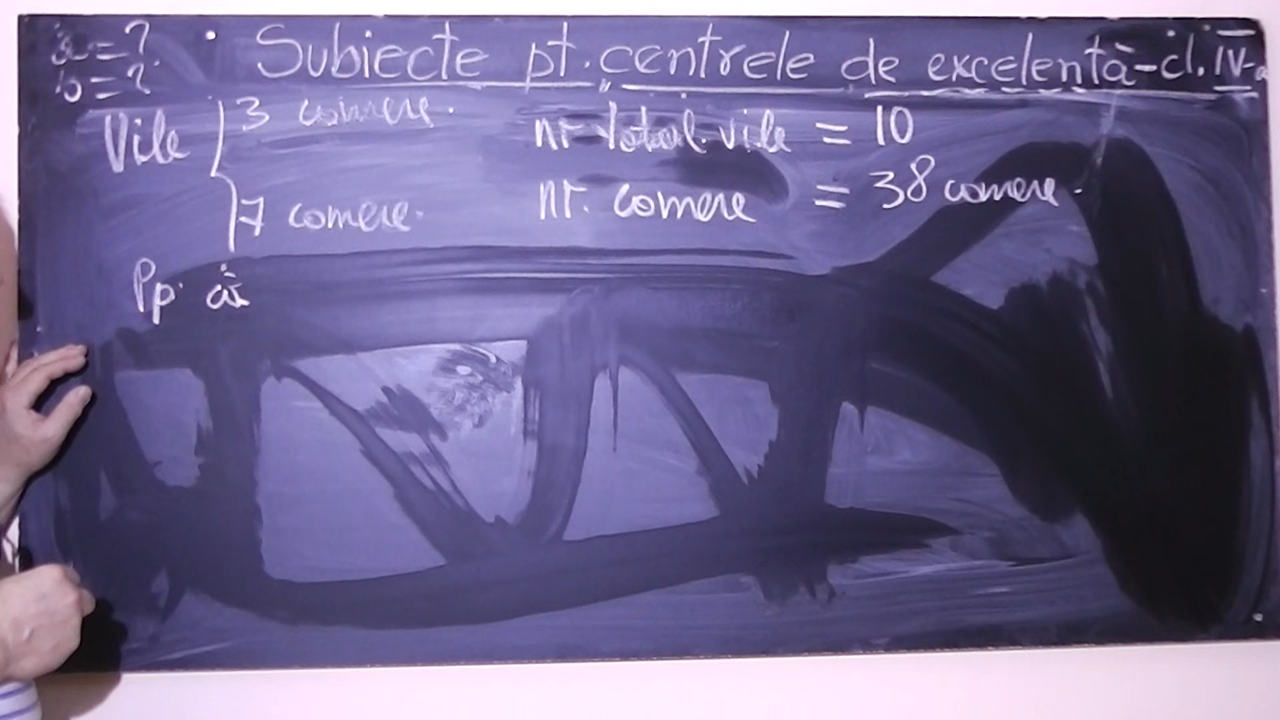 a = ?
b = ?
Subiecte pt. centrele de excelență - cl. IV-a
Vile
3 camere.
7 camere.
nr total vile = 10
nr. camere = 38 camere.
Pp. că